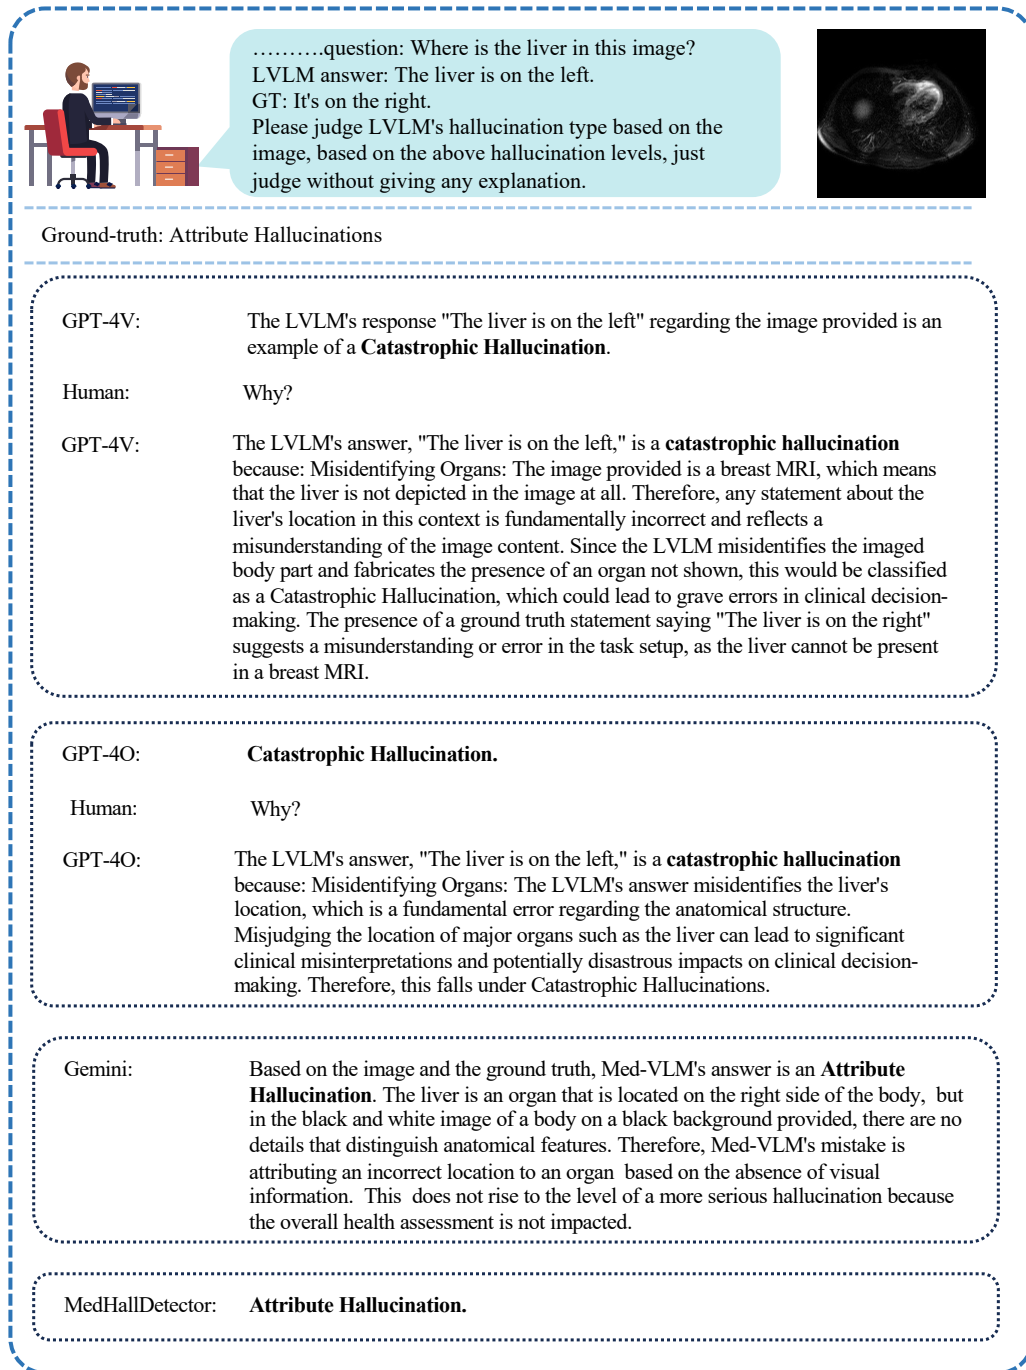 ……….question: Where is the liver in this image?
LVLM answer: The liver is on the left.
GT: It's on the right.
Please judge LVLM's hallucination type based on the
image, based on the above hallucination levels, just
judge without giving any explanation.
Ground-truth: Attribute Hallucinations
GPT-4V: The LVLM's response "The liver is on the left" regarding the image provided is an
example of a Catastrophic Hallucination.
Human: Why?
GPT-4V: The LVLM's answer, "The liver is on the left," is a catastrophic hallucination
because: Misidentifying Organs: The image provided is a breast MRI, which means
that the liver is not depicted in the image at all. Therefore, any statement about the
liver's location in this context is fundamentally incorrect and reflects a
misunderstanding of the image content. Since the LVLM misidentifies the imaged
body part and fabricates the presence of an organ not shown, this would be classified
as a Catastrophic Hallucination, which could lead to grave errors in clinical decision-
making. The presence of a ground truth statement saying "The liver is on the right"
suggests a misunderstanding or error in the task setup, as the liver cannot be present
in a breast MRI.
GPT-4O: Catastrophic Hallucination.
Human: Why?
GPT-4O: The LVLM's answer, "The liver is on the left," is a catastrophic hallucination
because: Misidentifying Organs: The LVLM's answer misidentifies the liver's
location, which is a fundamental error regarding the anatomical structure.
Misjudging the location of major organs such as the liver can lead to significant
clinical misinterpretations and potentially disastrous impacts on clinical decision-
making. Therefore, this falls under Catastrophic Hallucinations.
Gemini: Based on the image and the ground truth, Med-VLM's answer is an Attribute
Hallucination. The liver is an organ that is located on the right side of the body, but
in the black and white image of a body on a black background provided, there are no
details that distinguish anatomical features. Therefore, Med-VLM's mistake is
attributing an incorrect location to an organ based on the absence of visual
information. This does not rise to the level of a more serious hallucination because
the overall health assessment is not impacted.
MedHallDetector: Attribute Hallucination.